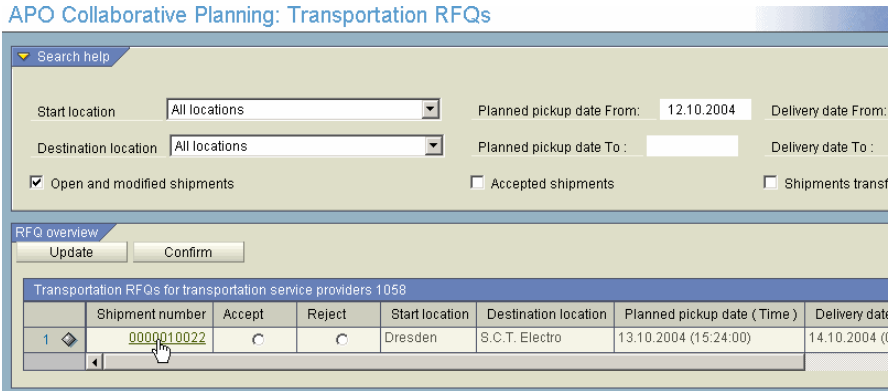 APO Collaborative Planning: Transportation RFQs
Search help
Start location All locations Planned pickup date From: 12.10.2004 Delivery date From:
Destination location All locations Planned pickup date To : Delivery date To :
Open and modified shipments Accepted shipments Shipments transf
RFQ overview
Update Confirm
Transportation RFQs for transportation service providers 1058
Shipment number Accept Reject Start location Destination location Planned pickup date ( Time ) Delivery date
1 0000010022 Dresden S.C.T. Electro 13.10.2004 (15:24:00) 14.10.2004 (